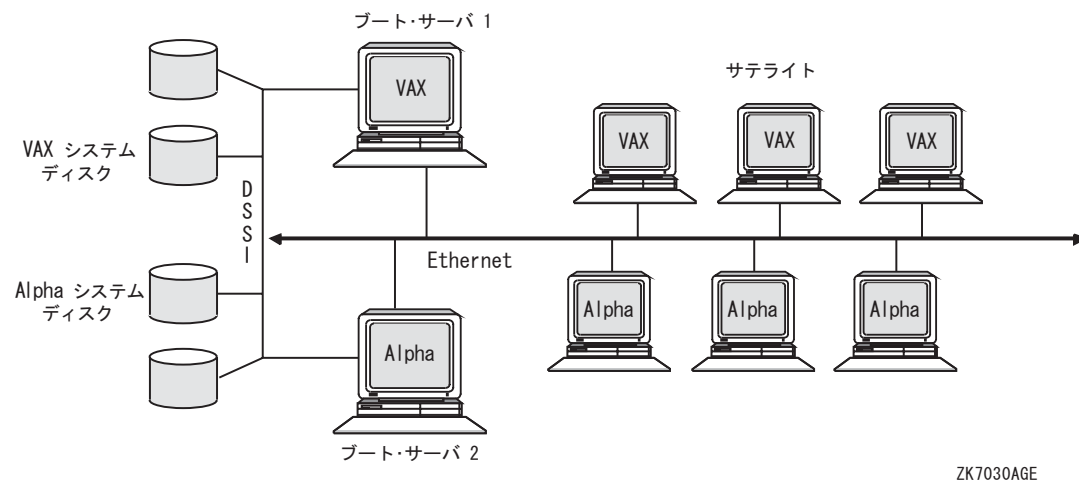 ブート・サーバ 1
VAX
サテライト
VAX
VAX
VAX
VAX システム
ディスク
DSSI
Ethernet
Alpha システム
ディスク
Alpha
Alpha
Alpha
Alpha
ブート・サーバ 2
ZK7030AGE